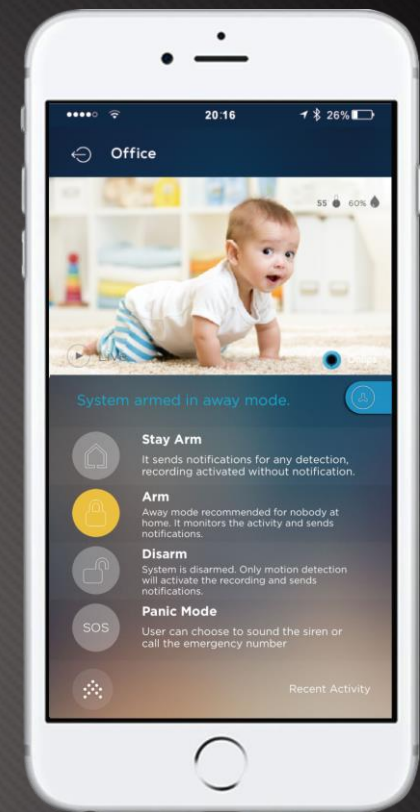 20:16
26%
Office
55 60%
LIVE
System armed in away mode.
Stay Arm
It sends notifications for any detection,
recording activated without notification.
Arm
Away mode recommended for nobody at
home. It monitors the activity and sends
notifications.
Disarm
System is disarmed. Only motion detection
will activate the recording and sends
notifications.
Panic Mode
SOS
User can choose to sound the siren or
call the emergency number
Recent Activity